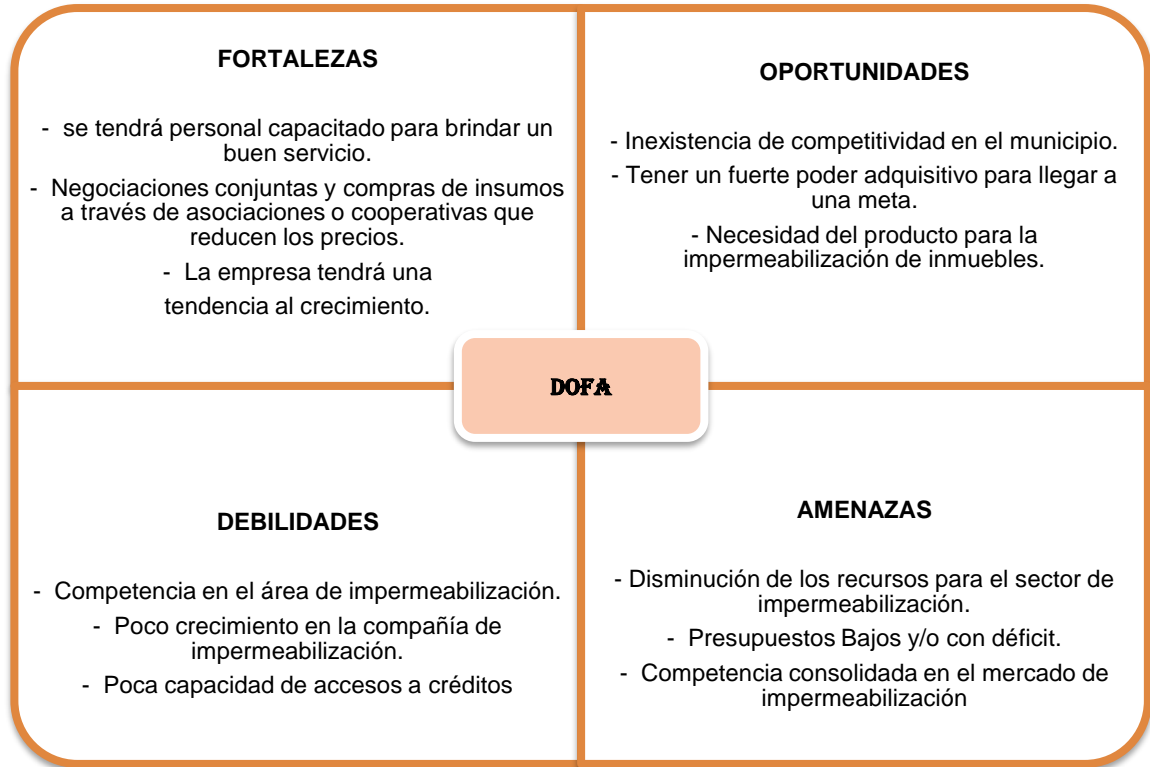 FORTALEZAS
- se tendrá personal capacitado para brindar un
buen servicio.
- Negociaciones conjuntas y compras de insumos
a través de asociaciones o cooperativas que
reducen los precios.
- La empresa tendrá una
tendencia al crecimiento.
OPORTUNIDADES
- Inexistencia de competitividad en el municipio.
- Tener un fuerte poder adquisitivo para llegar a
una meta.
- Necesidad del producto para la
impermeabilización de inmuebles.
DOFA
DEBILIDADES
- Competencia en el área de impermeabilización.
- Poco crecimiento en la compañía de
impermeabilización.
- Poca capacidad de accesos a créditos
AMENAZAS
- Disminución de los recursos para el sector de
impermeabilización.
- Presupuestos Bajos y/o con déficit.
- Competencia consolidada en el mercado de
impermeabilización